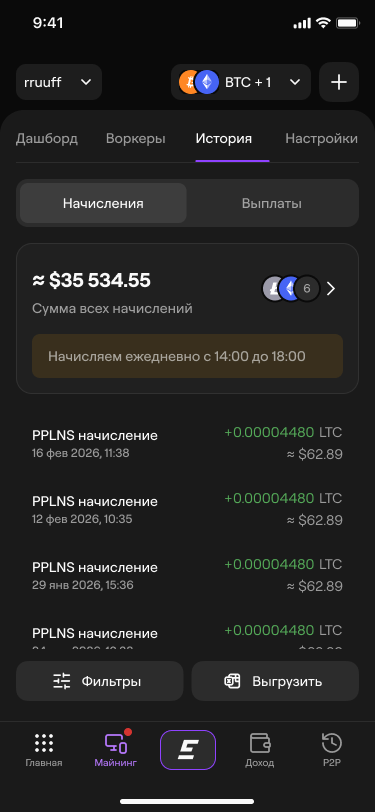 9:41
rruuff
BTC + 1
Дашборд Воркеры История Настройки
Начисления Выплаты
≈ $35 534.55
6
Сумма всех начислений
Начисляем ежедневно с 14:00 до 18:00
PPLNS начисление +0.00004480 LTC
16 фев 2026, 11:38 ≈ $62.89
PPLNS начисление +0.00004480 LTC
12 фев 2026, 10:35 ≈ $62.89
PPLNS начисление +0.00004480 LTC
29 янв 2026, 15:36 ≈ $62.89
PPLNS начисление +0.00004480 LTC
Фильтры Выгрузить
Главная Майнинг Доход P2P